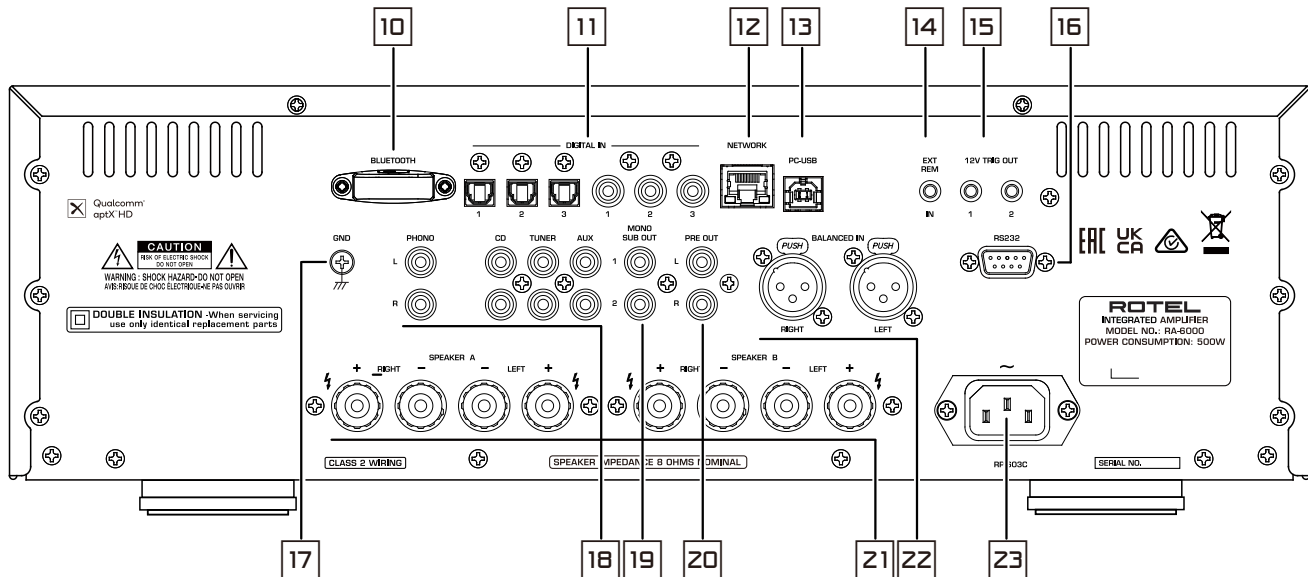 10
11
12
13
14
15
16
BLUETOOTH
DIGITAL IN
NETWORK
PC-USB
EXT
REM
12V TRIG OUT
1
2
3
1
2
3
IN
1
2
Qualcomm®
aptX™ HD
CAUTION
RISK OF ELECTRIC SHOCK
DO NOT OPEN
WARNING : SHOCK HAZARD•DO NOT OPEN
AVIS:RISQUE DE CHOC ÉLECTRIQUE•NE PAS OUVRIR
DOUBLE INSULATION -When servicing
use only identical replacement parts
GND
PHONO
CD
TUNER
AUX
MONO
SUB OUT
PRE OUT
BALANCED IN
PUSH
PUSH
RS232
L
R
1
2
L
R
RIGHT
LEFT
EAC
UK
CA
ROTEL
INTEGRATED AMPLIFIER
MODEL NO.: RA-6000
POWER CONSUMPTION: 500W
SPEAKER A
SPEAKER B
+ RIGHT − − LEFT +
+ RIGHT − − LEFT +
~
CLASS 2 WIRING
SPEAKER IMPEDANCE 8 OHMS NOMINAL
SERIAL NO.
17
18
19
20
21
22
23